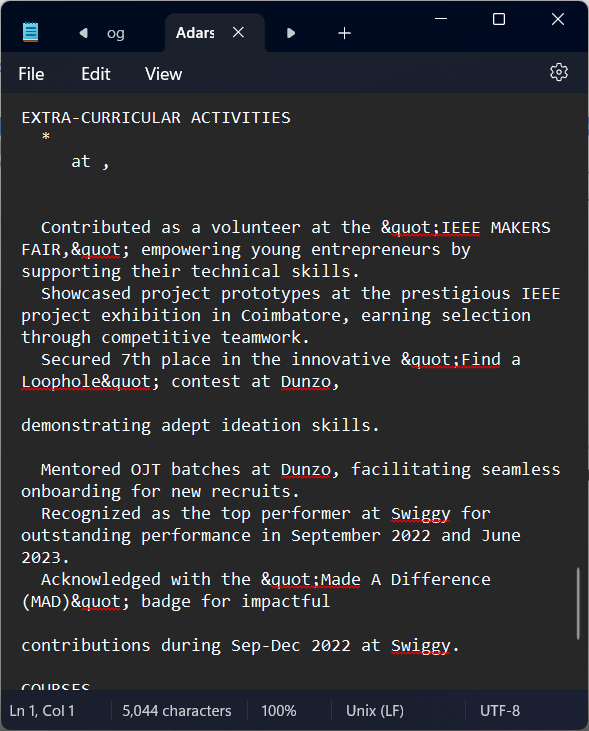 og
Adars
File Edit View
EXTRA-CURRICULAR ACTIVITIES
*
at ,
Contributed as a volunteer at the &quot;IEEE MAKERS
FAIR,&quot; empowering young entrepreneurs by
supporting their technical skills.
Showcased project prototypes at the prestigious IEEE
project exhibition in Coimbatore, earning selection
through competitive teamwork.
Secured 7th place in the innovative &quot;Find a
Loophole&quot; contest at Dunzo,
demonstrating adept ideation skills.
Mentored OJT batches at Dunzo, facilitating seamless
onboarding for new recruits.
Recognized as the top performer at Swiggy for
outstanding performance in September 2022 and June
2023.
Acknowledged with the &quot;Made A Difference
(MAD)&quot; badge for impactful
contributions during Sep-Dec 2022 at Swiggy.
COURSES
Ln 1, Col 1 5,044 characters 100% Unix (LF) UTF-8